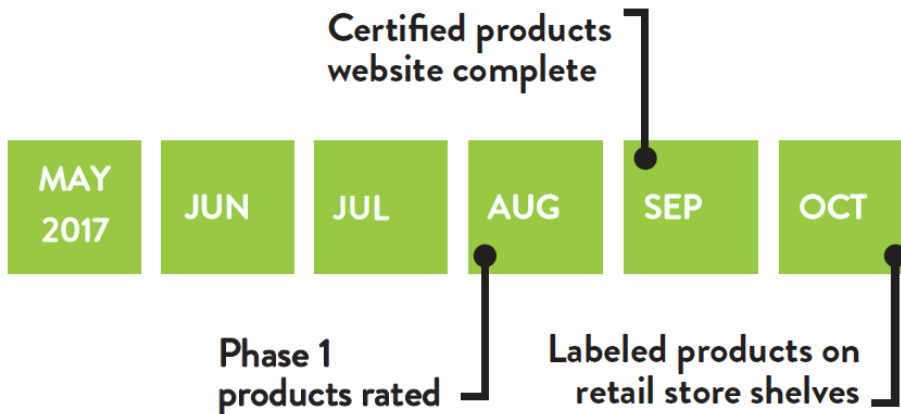 Certified products
website complete
MAY
2017
JUN
JUL
AUG
SEP
OCT
Phase 1
products rated
Labeled products on
retail store shelves